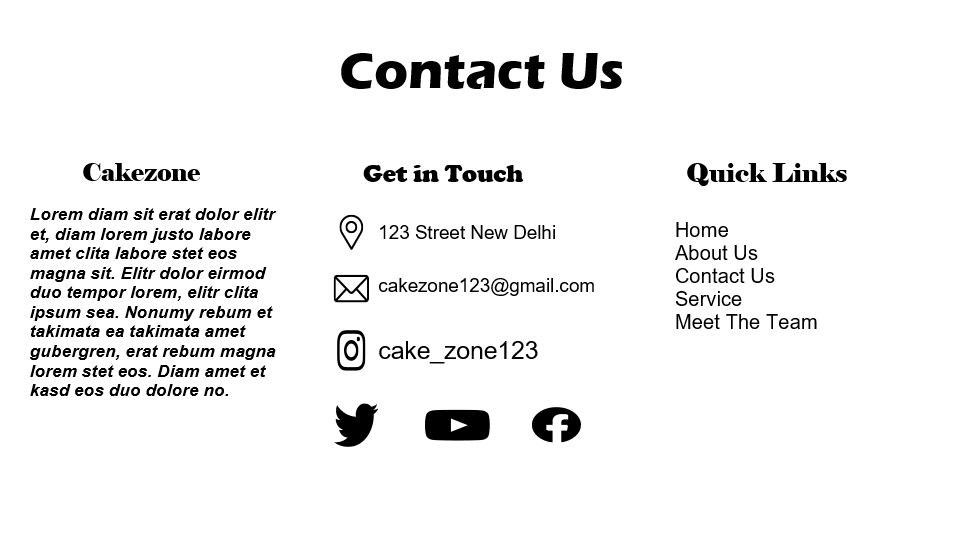 Contact Us
Cakezone
Lorem diam sit erat dolor elitr
et, diam lorem justo labore
amet clita labore stet eos
magna sit. Elitr dolor eirmod
duo tempor lorem, elitr clita
ipsum sea. Nonumy rebum et
takimata ea takimata amet
gubergren, erat rebum magna
lorem stet eos. Diam amet et
kasd eos duo dolore no.
Get in Touch
123 Street New Delhi
cakezone123@gmail.com
cake_zone123
Quick Links
Home
About Us
Contact Us
Service
Meet The Team